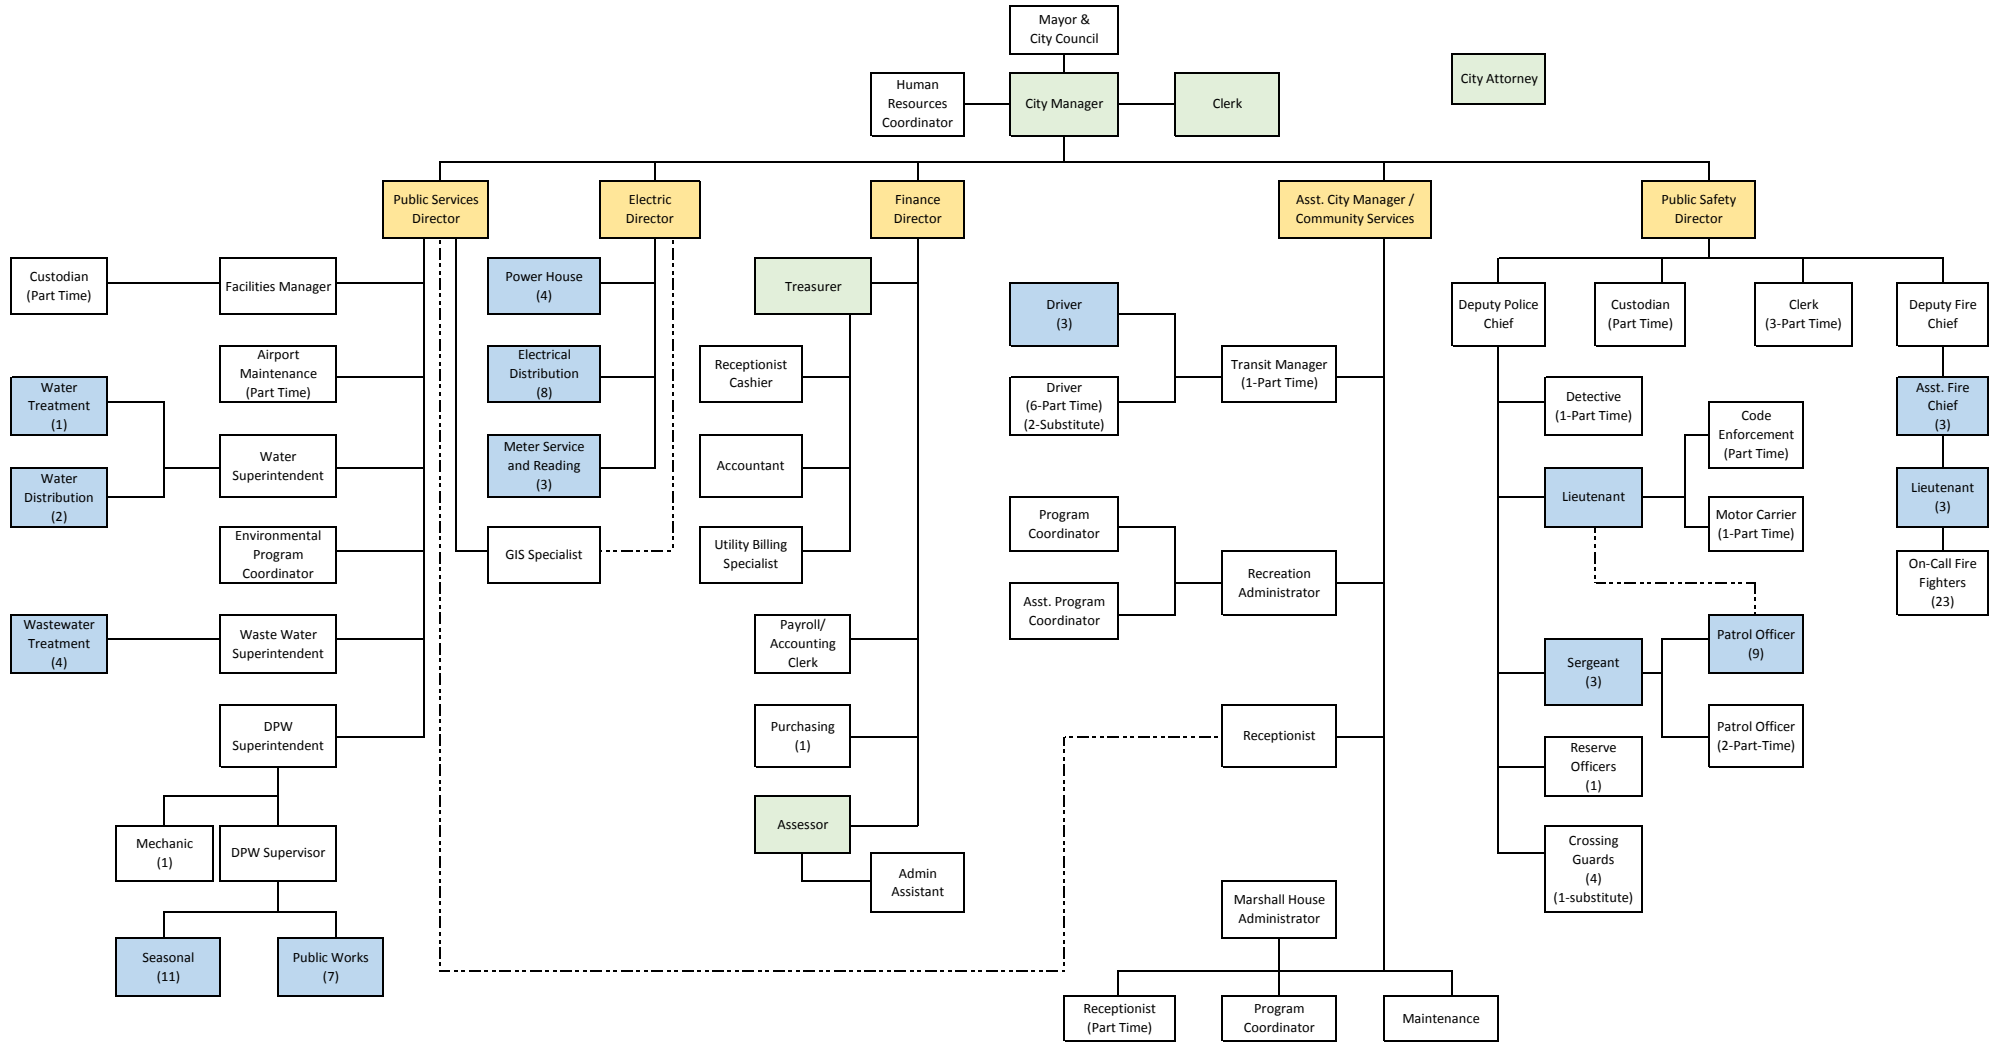 Mayor &
City Council
Human
Resources
Coordinator
City Manager
Clerk
City Attorney
Public Services
Director
Electric
Director
Finance
Director
Asst. City Manager /
Community Services
Public Safety
Director
Custodian
(Part Time)
Facilities Manager
Airport
Maintenance
(Part Time)
Water
Treatment
(1)
Water
Distribution
(2)
Water
Superintendent
Environmental
Program
Coordinator
Wastewater
Treatment
(4)
Waste Water
Superintendent
DPW
Superintendent
Mechanic
(1)
DPW Supervisor
Seasonal
(11)
Public Works
(7)
Power House
(4)
Electrical
Distribution
(8)
Meter Service
and Reading
(3)
GIS Specialist
Treasurer
Receptionist
Cashier
Accountant
Utility Billing
Specialist
Payroll/
Accounting
Clerk
Purchasing
(1)
Assessor
Admin
Assistant
Driver
(3)
Driver
(6-Part Time)
(2-Substitute)
Transit Manager
(1-Part Time)
Program
Coordinator
Asst. Program
Coordinator
Recreation
Administrator
Receptionist
Marshall House
Administrator
Receptionist
(Part Time)
Program
Coordinator
Maintenance
Deputy Police
Chief
Custodian
(Part Time)
Clerk
(3-Part Time)
Deputy Fire
Chief
Detective
(1-Part Time)
Lieutenant
Code
Enforcement
(Part Time)
Motor Carrier
(1-Part Time)
Sergeant
(3)
Patrol Officer
(9)
Patrol Officer
(2-Part-Time)
Reserve
Officers
(1)
Crossing
Guards
(4)
(1-substitute)
Asst. Fire
Chief
(3)
Lieutenant
(3)
On-Call Fire
Fighters
(23)